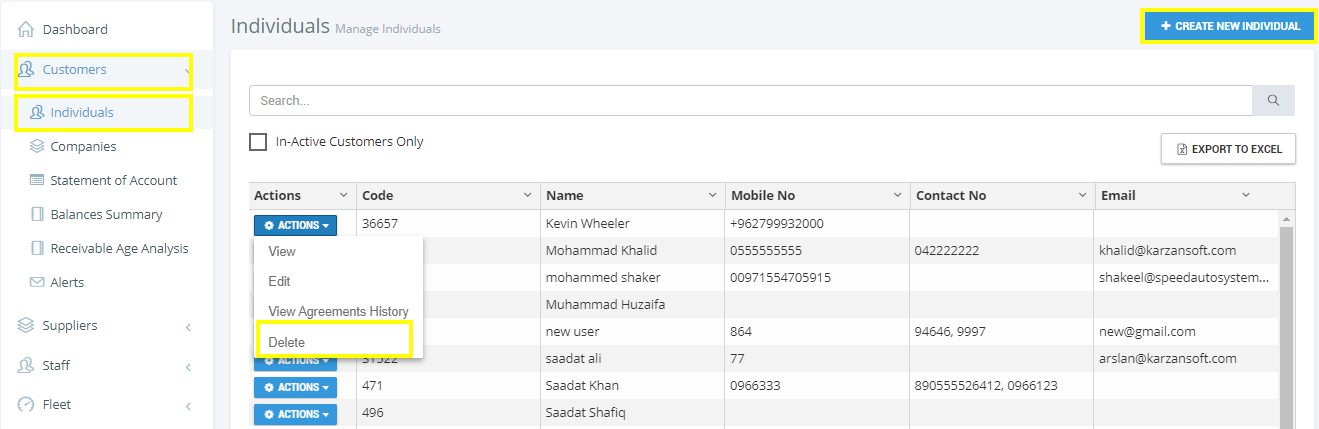 Dashboard
Customers
Individuals
Companies
Statement of Account
Balances Summary
Receivable Age Analysis
Alerts
Suppliers
Staff
Fleet
Individuals Manage Individuals
+ CREATE NEW INDIVIDUAL
Search...
In-Active Customers Only
EXPORT TO EXCEL
Actions Code Name Mobile No Contact No Email
ACTIONS 36657 Kevin Wheeler +962799932000
Mohammad Khalid 0555555555 042222222 khalid@karzansoft.com
mohammed shaker 00971554705915 shakeel@speedautosystem...
Muhammad Huzaifa
new user 864 94646, 9997 new@gmail.com
ACTIONS 31522 saadat ali 77 arslan@karzansoft.com
ACTIONS 471 Saadat Khan 0966333 890555526412, 0966123
ACTIONS 496 Saadat Shafiq
View
Edit
View Agreements History
Delete